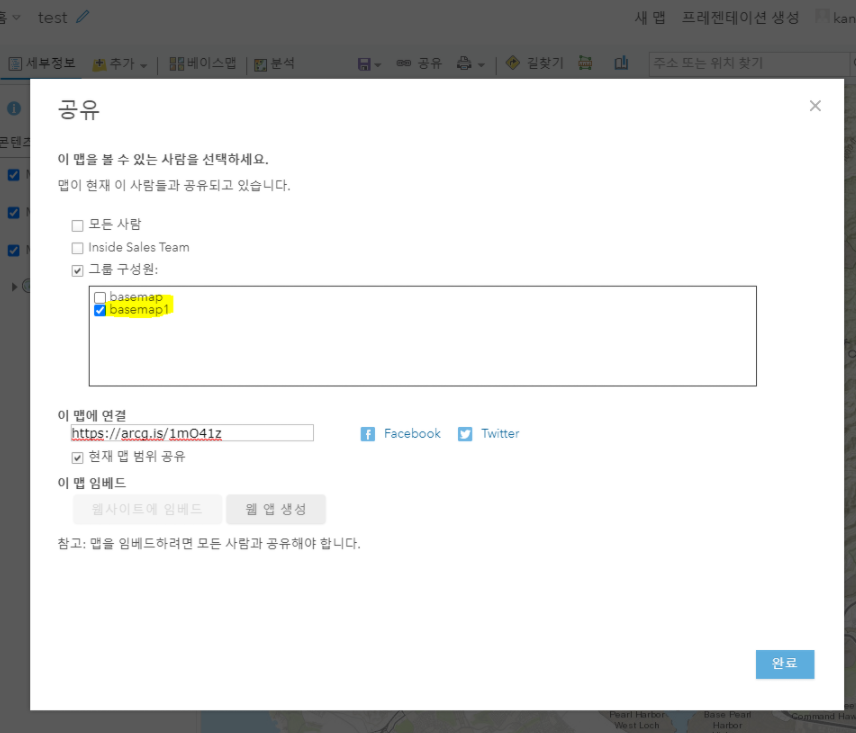 홈 test 새 맵 프레젠테이션 생성 kan
세부정보 추가 베이스맵 분석 공유 길찾기 주소 또는 위치 찾기
공유
콘텐츠
이 맵을 볼 수 있는 사람을 선택하세요.
맵이 현재 이 사람들과 공유되고 있습니다.
모든 사람
Inside Sales Team
그룹 구성원:
basemap
basemap1
이 맵에 연결
https://arcg.is/1mO41z Facebook Twitter
현재 맵 범위 공유
이 맵 임베드
웹사이트에 임베드 웹 앱 생성
참고: 맵을 임베드하려면 모든 사람과 공유해야 합니다.
완료
Pearl Harbor- Base Pearl
West Loch Harbor Command Haw